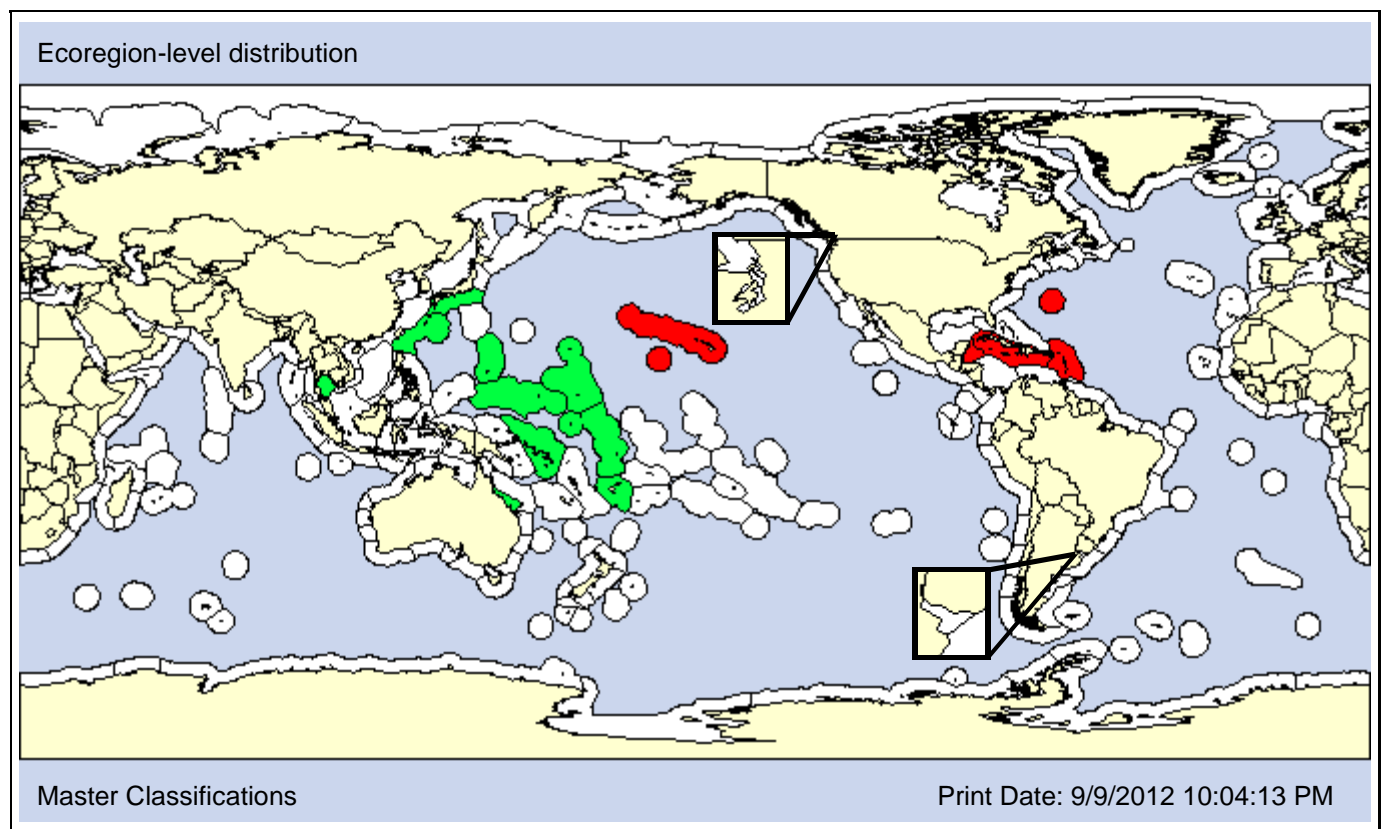 Ecoregion-level distribution
Master Classifications
Print Date: 9/9/2012 10:04:13 PM